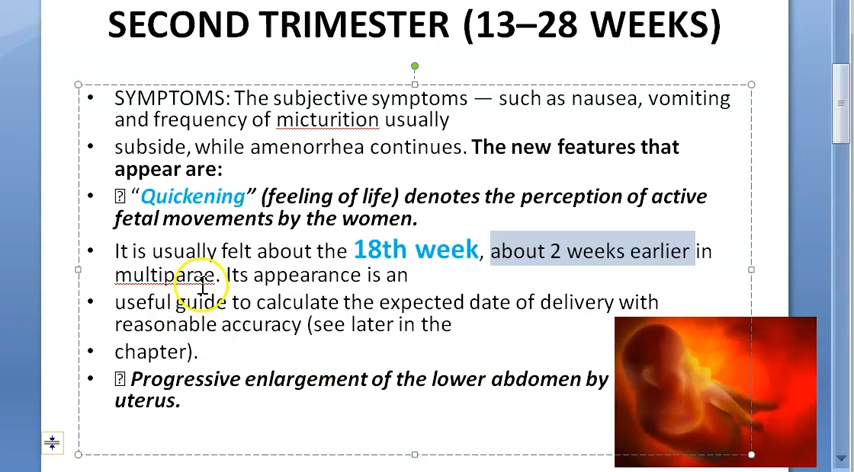 SECOND TRIMESTER (13–28 WEEKS)
• SYMPTOMS: The subjective symptoms — such as nausea, vomiting
and frequency of micturition usually
• subside, while amenorrhea continues. The new features that
appear are:
• “Quickening” (feeling of life) denotes the perception of active
fetal movements by the women.
• It is usually felt about the 18th week, about 2 weeks earlier in
multiparae. Its appearance is an
• useful guide to calculate the expected date of delivery with
reasonable accuracy (see later in the
• chapter).
• Progressive enlargement of the lower abdomen by
uterus.